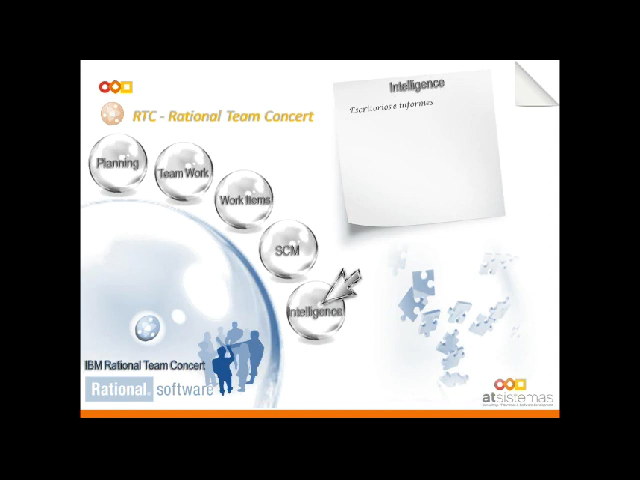 RTC - Rational Team Concert
Intelligence
Escritorios e informes
Planning
Team Work
Work Items
SCM
Intelligence
IBM Rational Team Concert
Rational. software
atsistemas